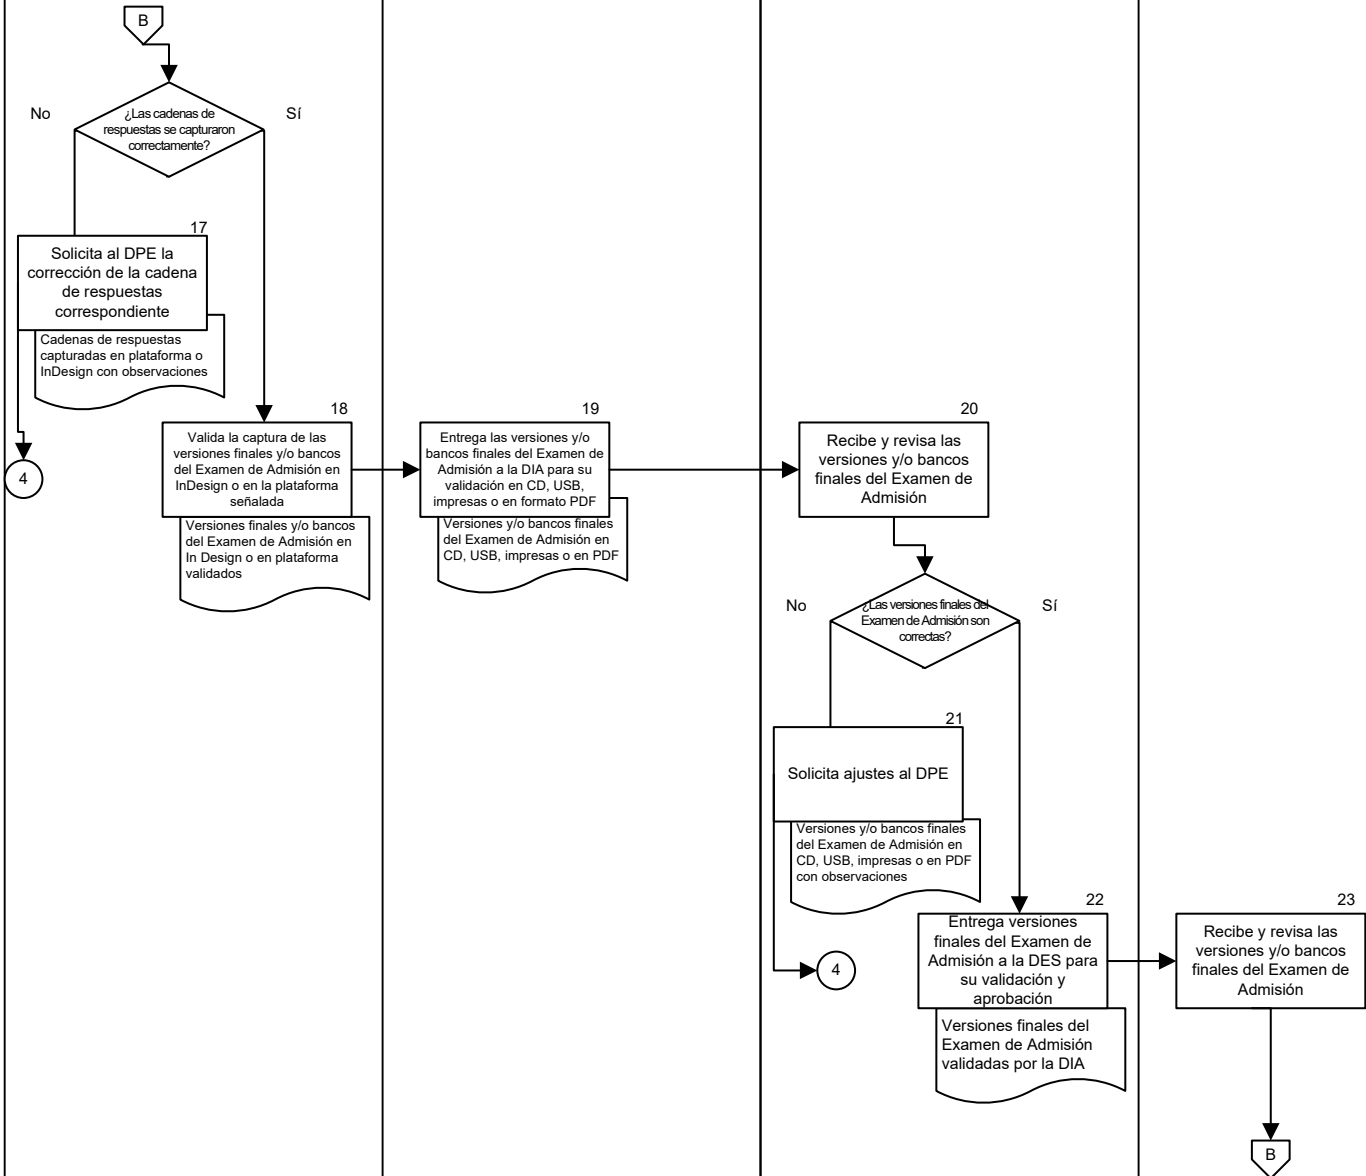 B
No
¿Las cadenas de
respuestas se capturaron
correctamente?
Sí
17
Solicita al DPE la
corrección de la cadena
de respuestas
correspondiente
Cadenas de respuestas
capturadas en plataforma o
InDesign con observaciones
4
18
Valida la captura de las
versiones finales y/o bancos
del Examen de Admisión en
InDesign o en la plataforma
señalada
Versiones finales y/o bancos
del Examen de Admisión en
In Design o en plataforma
validados
19
Entrega las versiones y/o
bancos finales del Examen de
Admisión a la DIA para su
validación en CD, USB,
impresas o en formato PDF
Versiones y/o bancos finales
del Examen de Admisión en
CD, USB, impresas o en PDF
20
Recibe y revisa las
versiones y/o bancos
finales del Examen de
Admisión
No
¿Las versiones finales del
Examen de Admisión son
correctas?
Sí
21
Solicita ajustes al DPE
Versiones y/o bancos finales
del Examen de Admisión en
CD, USB, impresas o en PDF
con observaciones
4
22
Entrega versiones
finales del Examen de
Admisión a la DES para
su validación y
aprobación
Versiones finales del
Examen de Admisión
validadas por la DIA
23
Recibe y revisa las
versiones y/o bancos
finales del Examen de
Admisión
B